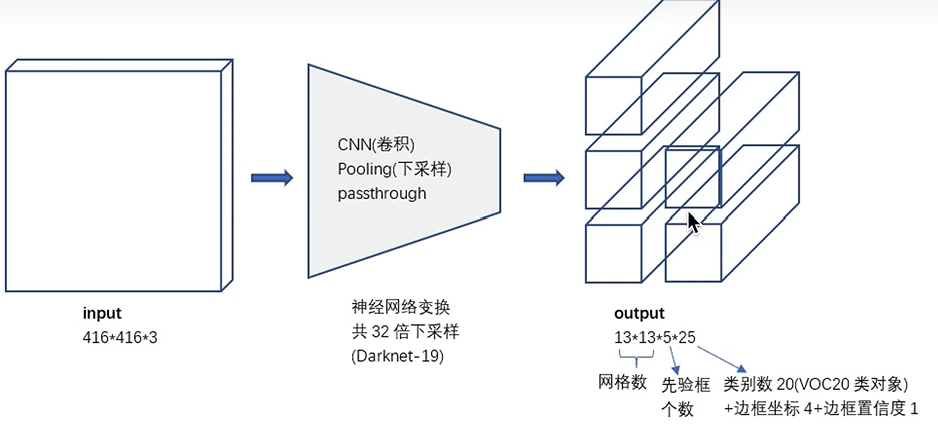 CNN(卷积)
Pooling(下采样)
passthrough
input
416*416*3
神经网络变换
共 32 倍下采样
(Darknet-19)
output
13*13*5*25
网格数
先验框
个数
类别数 20(VOC20 类对象)
+边框坐标 4+边框置信度 1